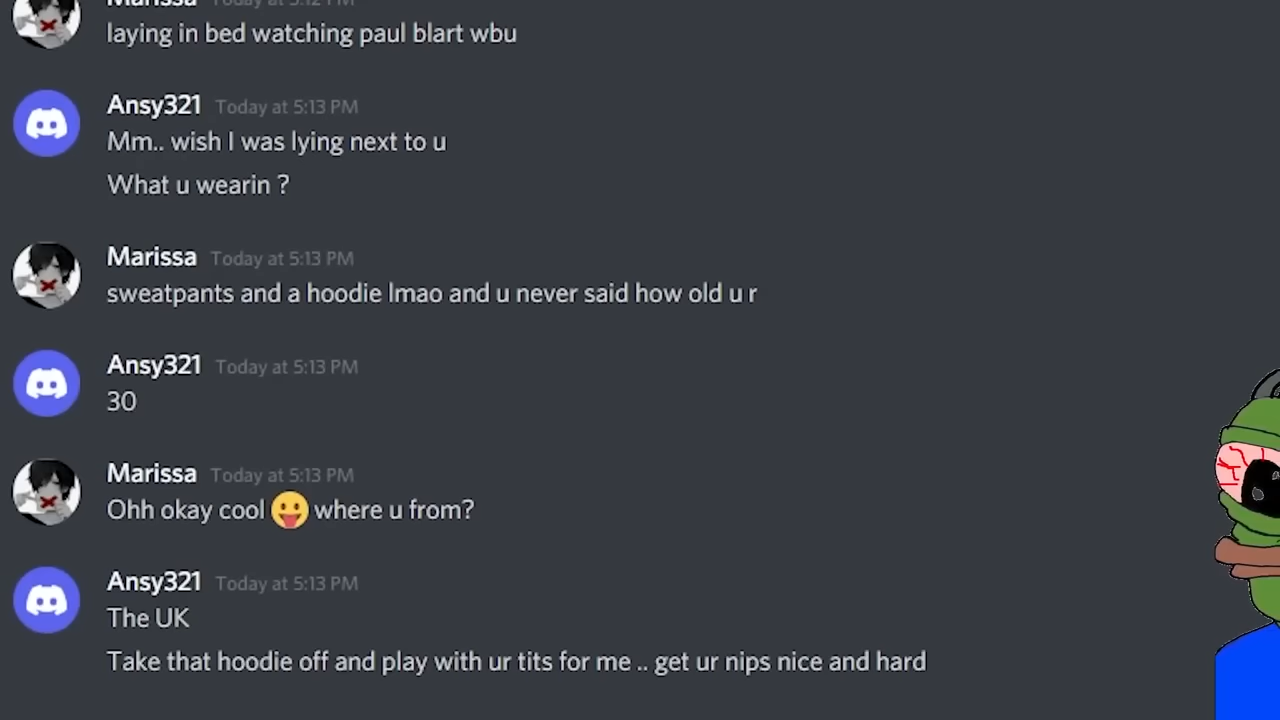 Marissa Today at 5:12 PM
laying in bed watching paul blart wbu
Ansy321 Today at 5:13 PM
Mm.. wish I was lying next to u
What u wearin ?
Marissa Today at 5:13 PM
sweatpants and a hoodie lmao and u never said how old u r
Ansy321 Today at 5:13 PM
30
Marissa Today at 5:13 PM
Ohh okay cool 😛 where u from?
Ansy321 Today at 5:13 PM
The UK
Take that hoodie off and play with ur tits for me .. get ur nips nice and hard